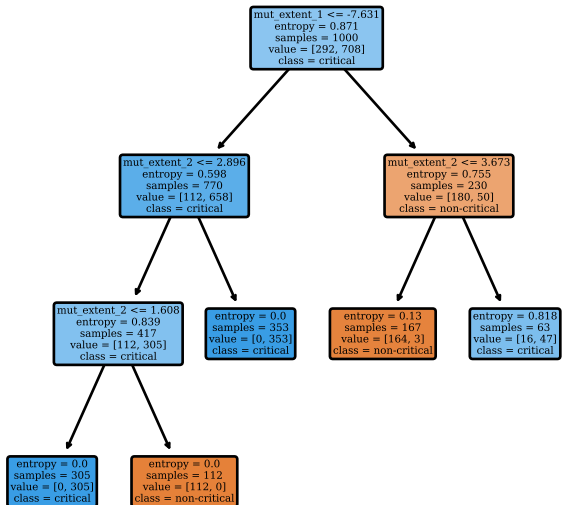 mut_extent_1 <= -7.631
entropy = 0.871
samples = 1000
value = [292, 708]
class = critical
mut_extent_2 <= 2.896
entropy = 0.598
samples = 770
value = [112, 658]
class = critical
mut_extent_2 <= 3.673
entropy = 0.755
samples = 230
value = [180, 50]
class = non-critical
mut_extent_2 <= 1.608
entropy = 0.839
samples = 417
value = [112, 305]
class = critical
entropy = 0.0
samples = 353
value = [0, 353]
class = critical
entropy = 0.13
samples = 167
value = [164, 3]
class = non-critical
entropy = 0.818
samples = 63
value = [16, 47]
class = critical
entropy = 0.0
samples = 305
value = [0, 305]
class = critical
entropy = 0.0
samples = 112
value = [112, 0]
class = non-critical